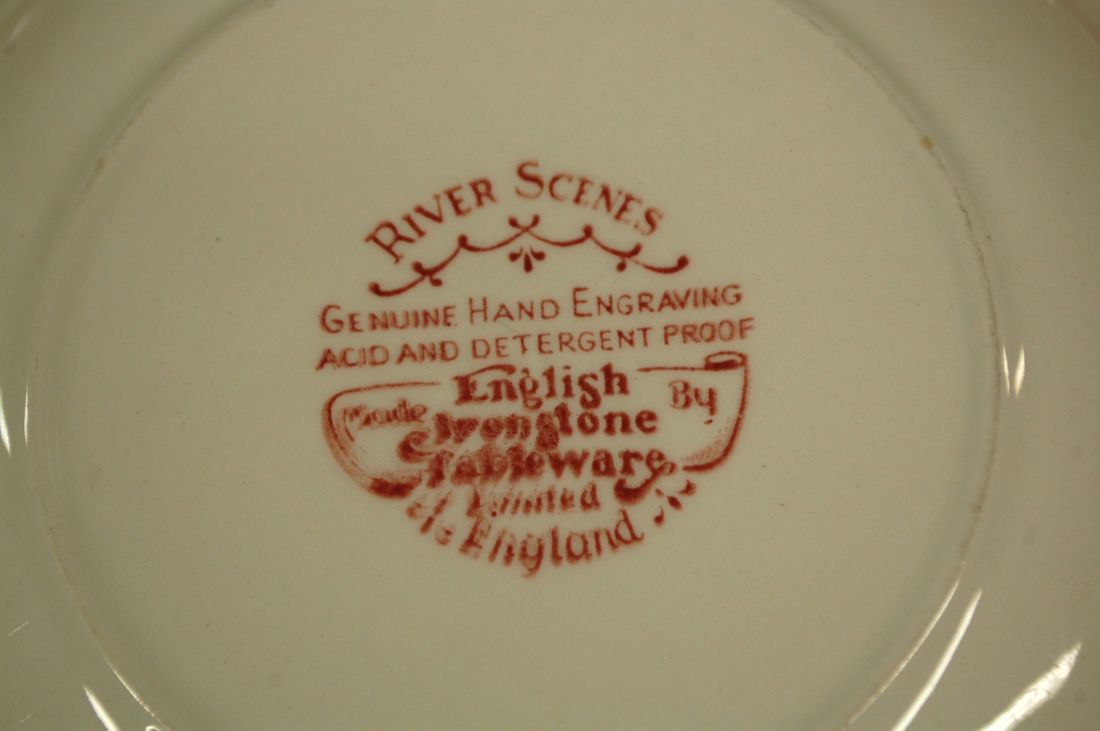 River Scenes
Genuine Hand Engraving
ACID AND DETERGENT PROOF
Made English By
Ironstone
Tableware
Limited
England